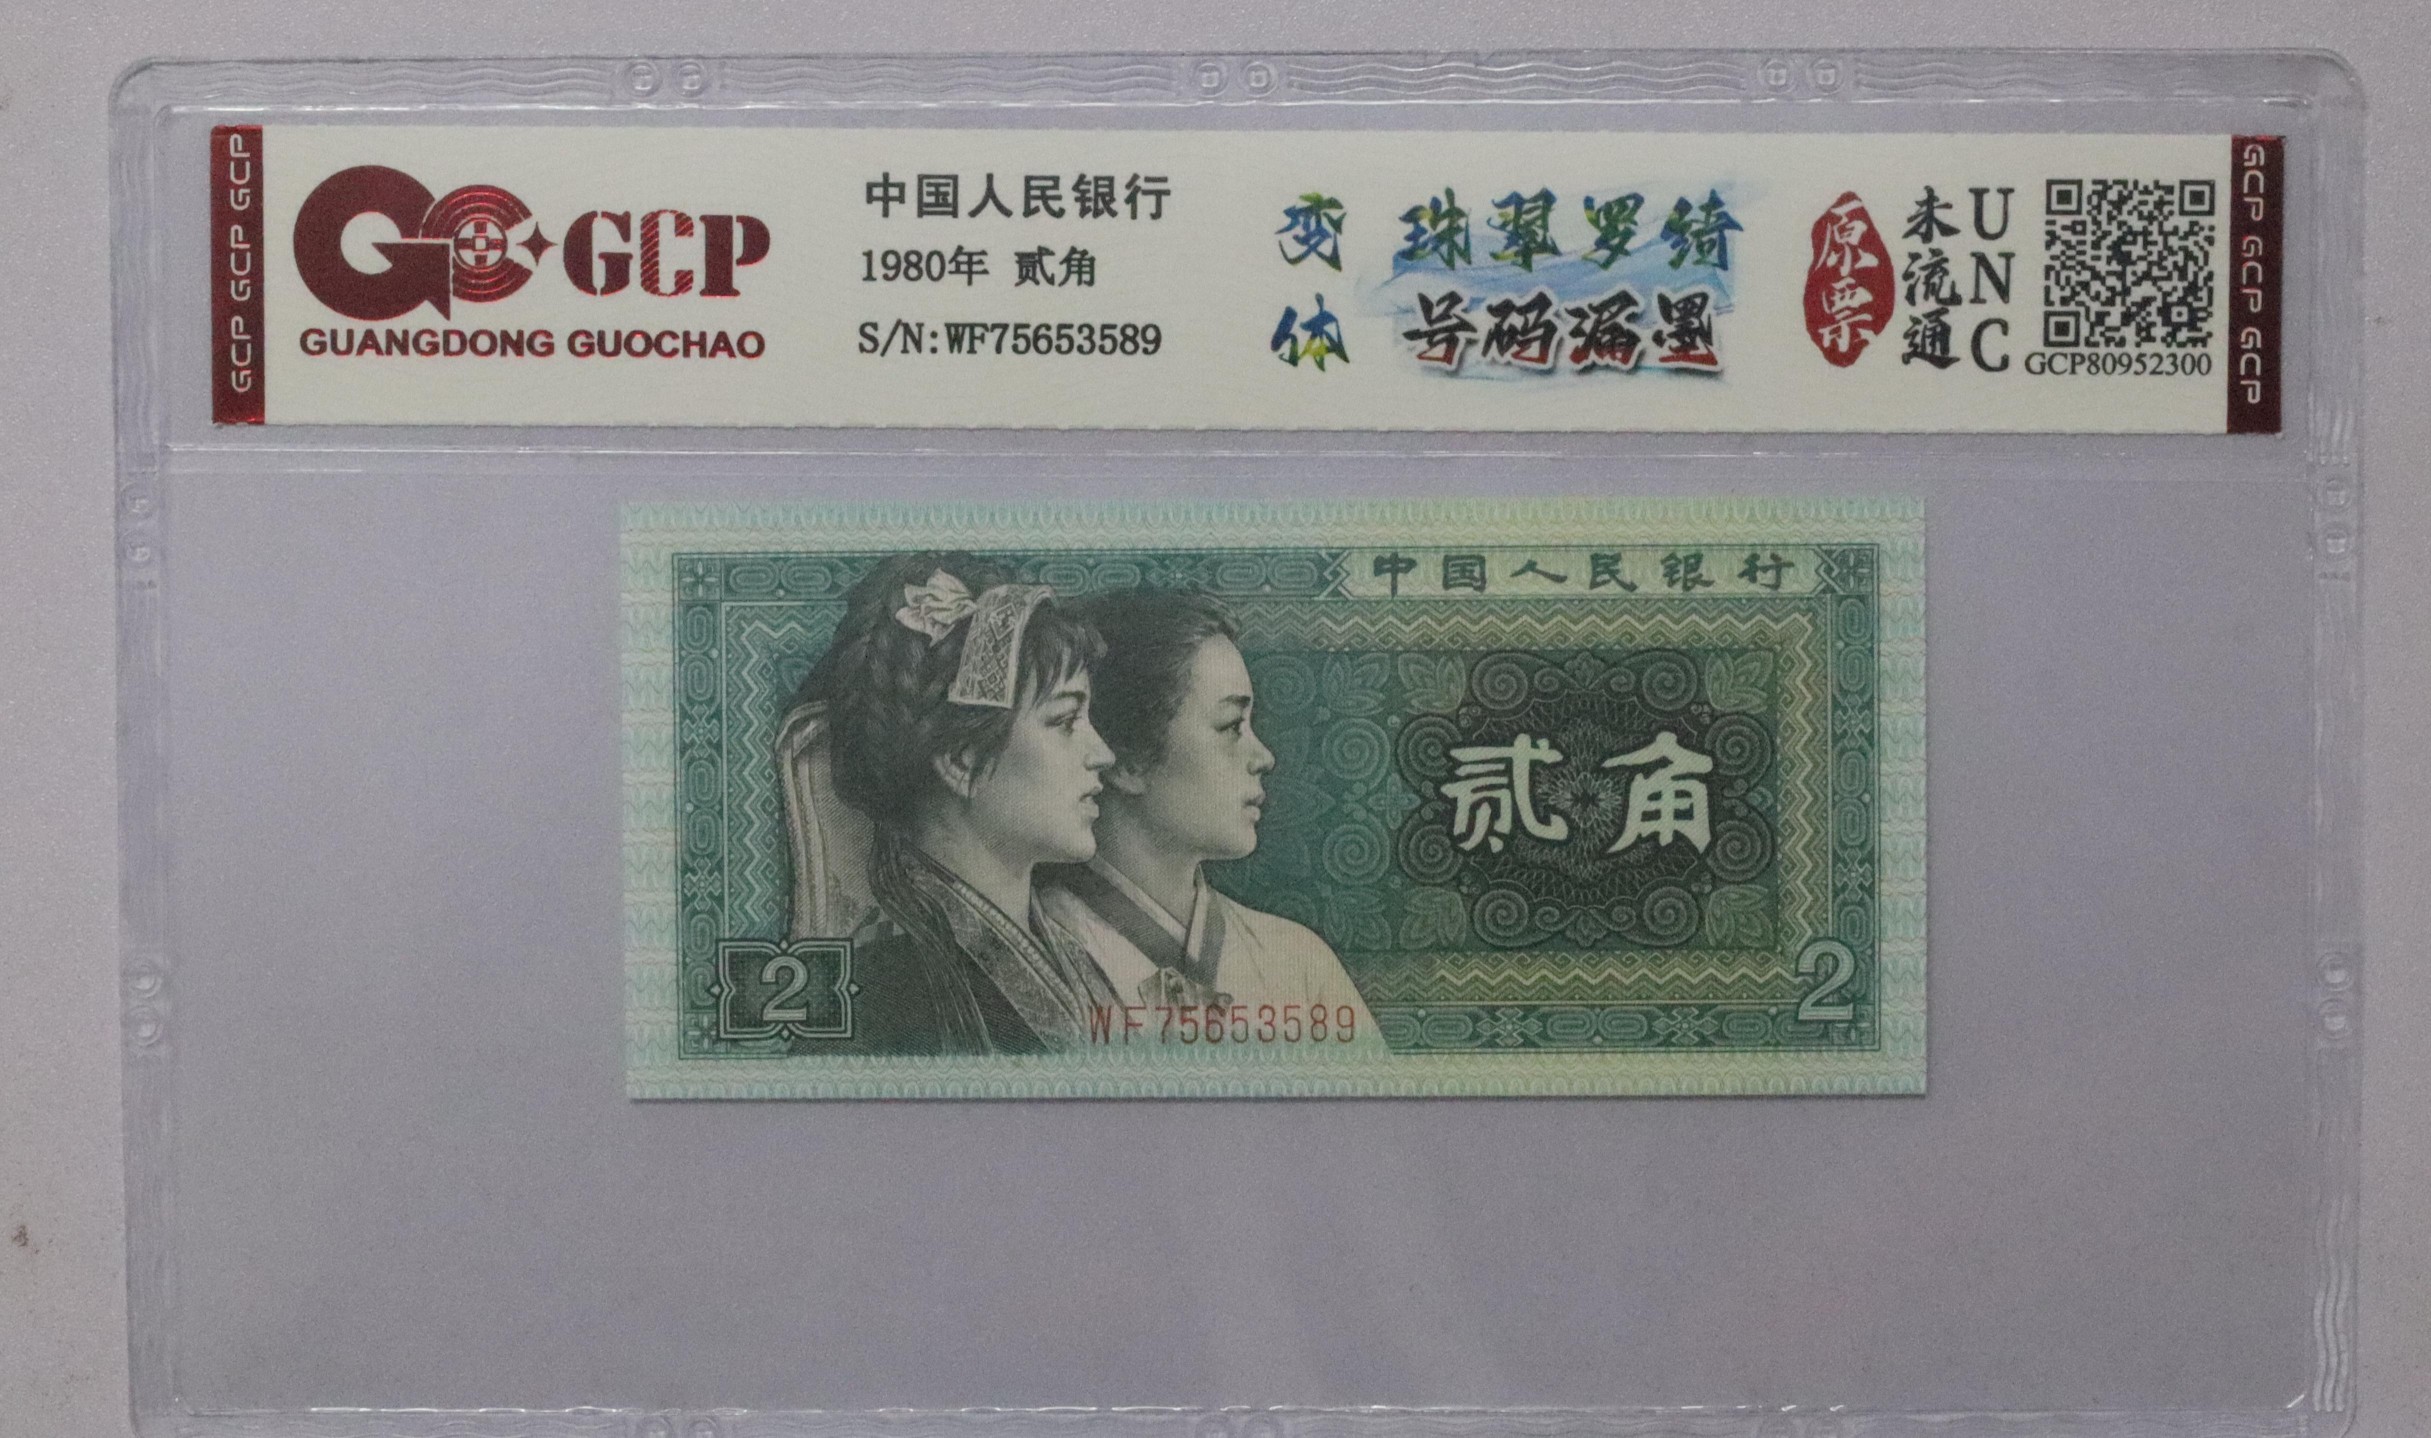 GCP GCP GCP
GCP
GUANGDONG GUOCHAO
中国人民银行
1980年 贰角
S/N:WF75653589
变体
珠翠罗绮
号码漏墨
原票
未流通
UNC
GCP80952300
GCP GCP GCP
中国人民银行
贰角
2
2
WF75653589